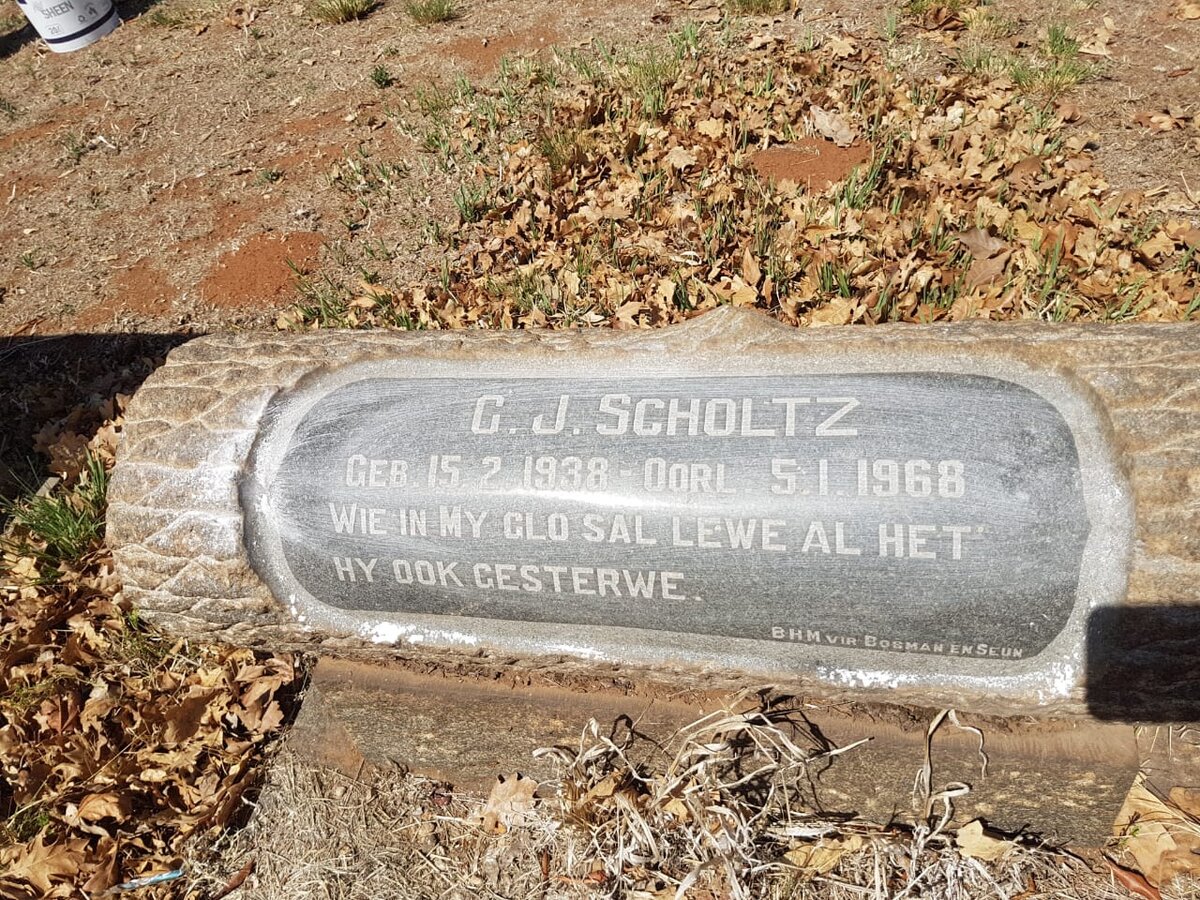 SHEEN
G. J. SCHOLTZ
GEB. 15.2.1938 - OORL. 5.1.1968
WIE IN MY GLO SAL LEWE AL HET
HY OOK GESTERWE.
BHM VIR BOSMAN EN SEUN